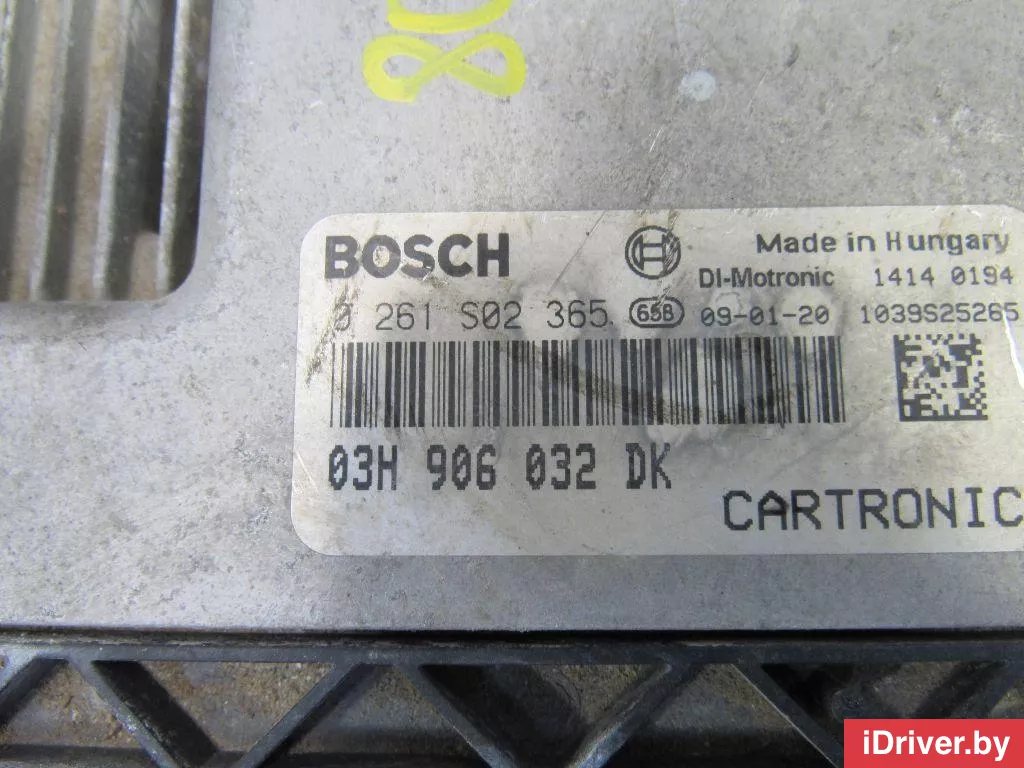 BOSCH Made in Hungary
DI-Motronic 1414 0194
0 261 S02 365 65B 09-01-20 1039S25265
03H 906 032 DK
CARTRONIC
iDriver.by